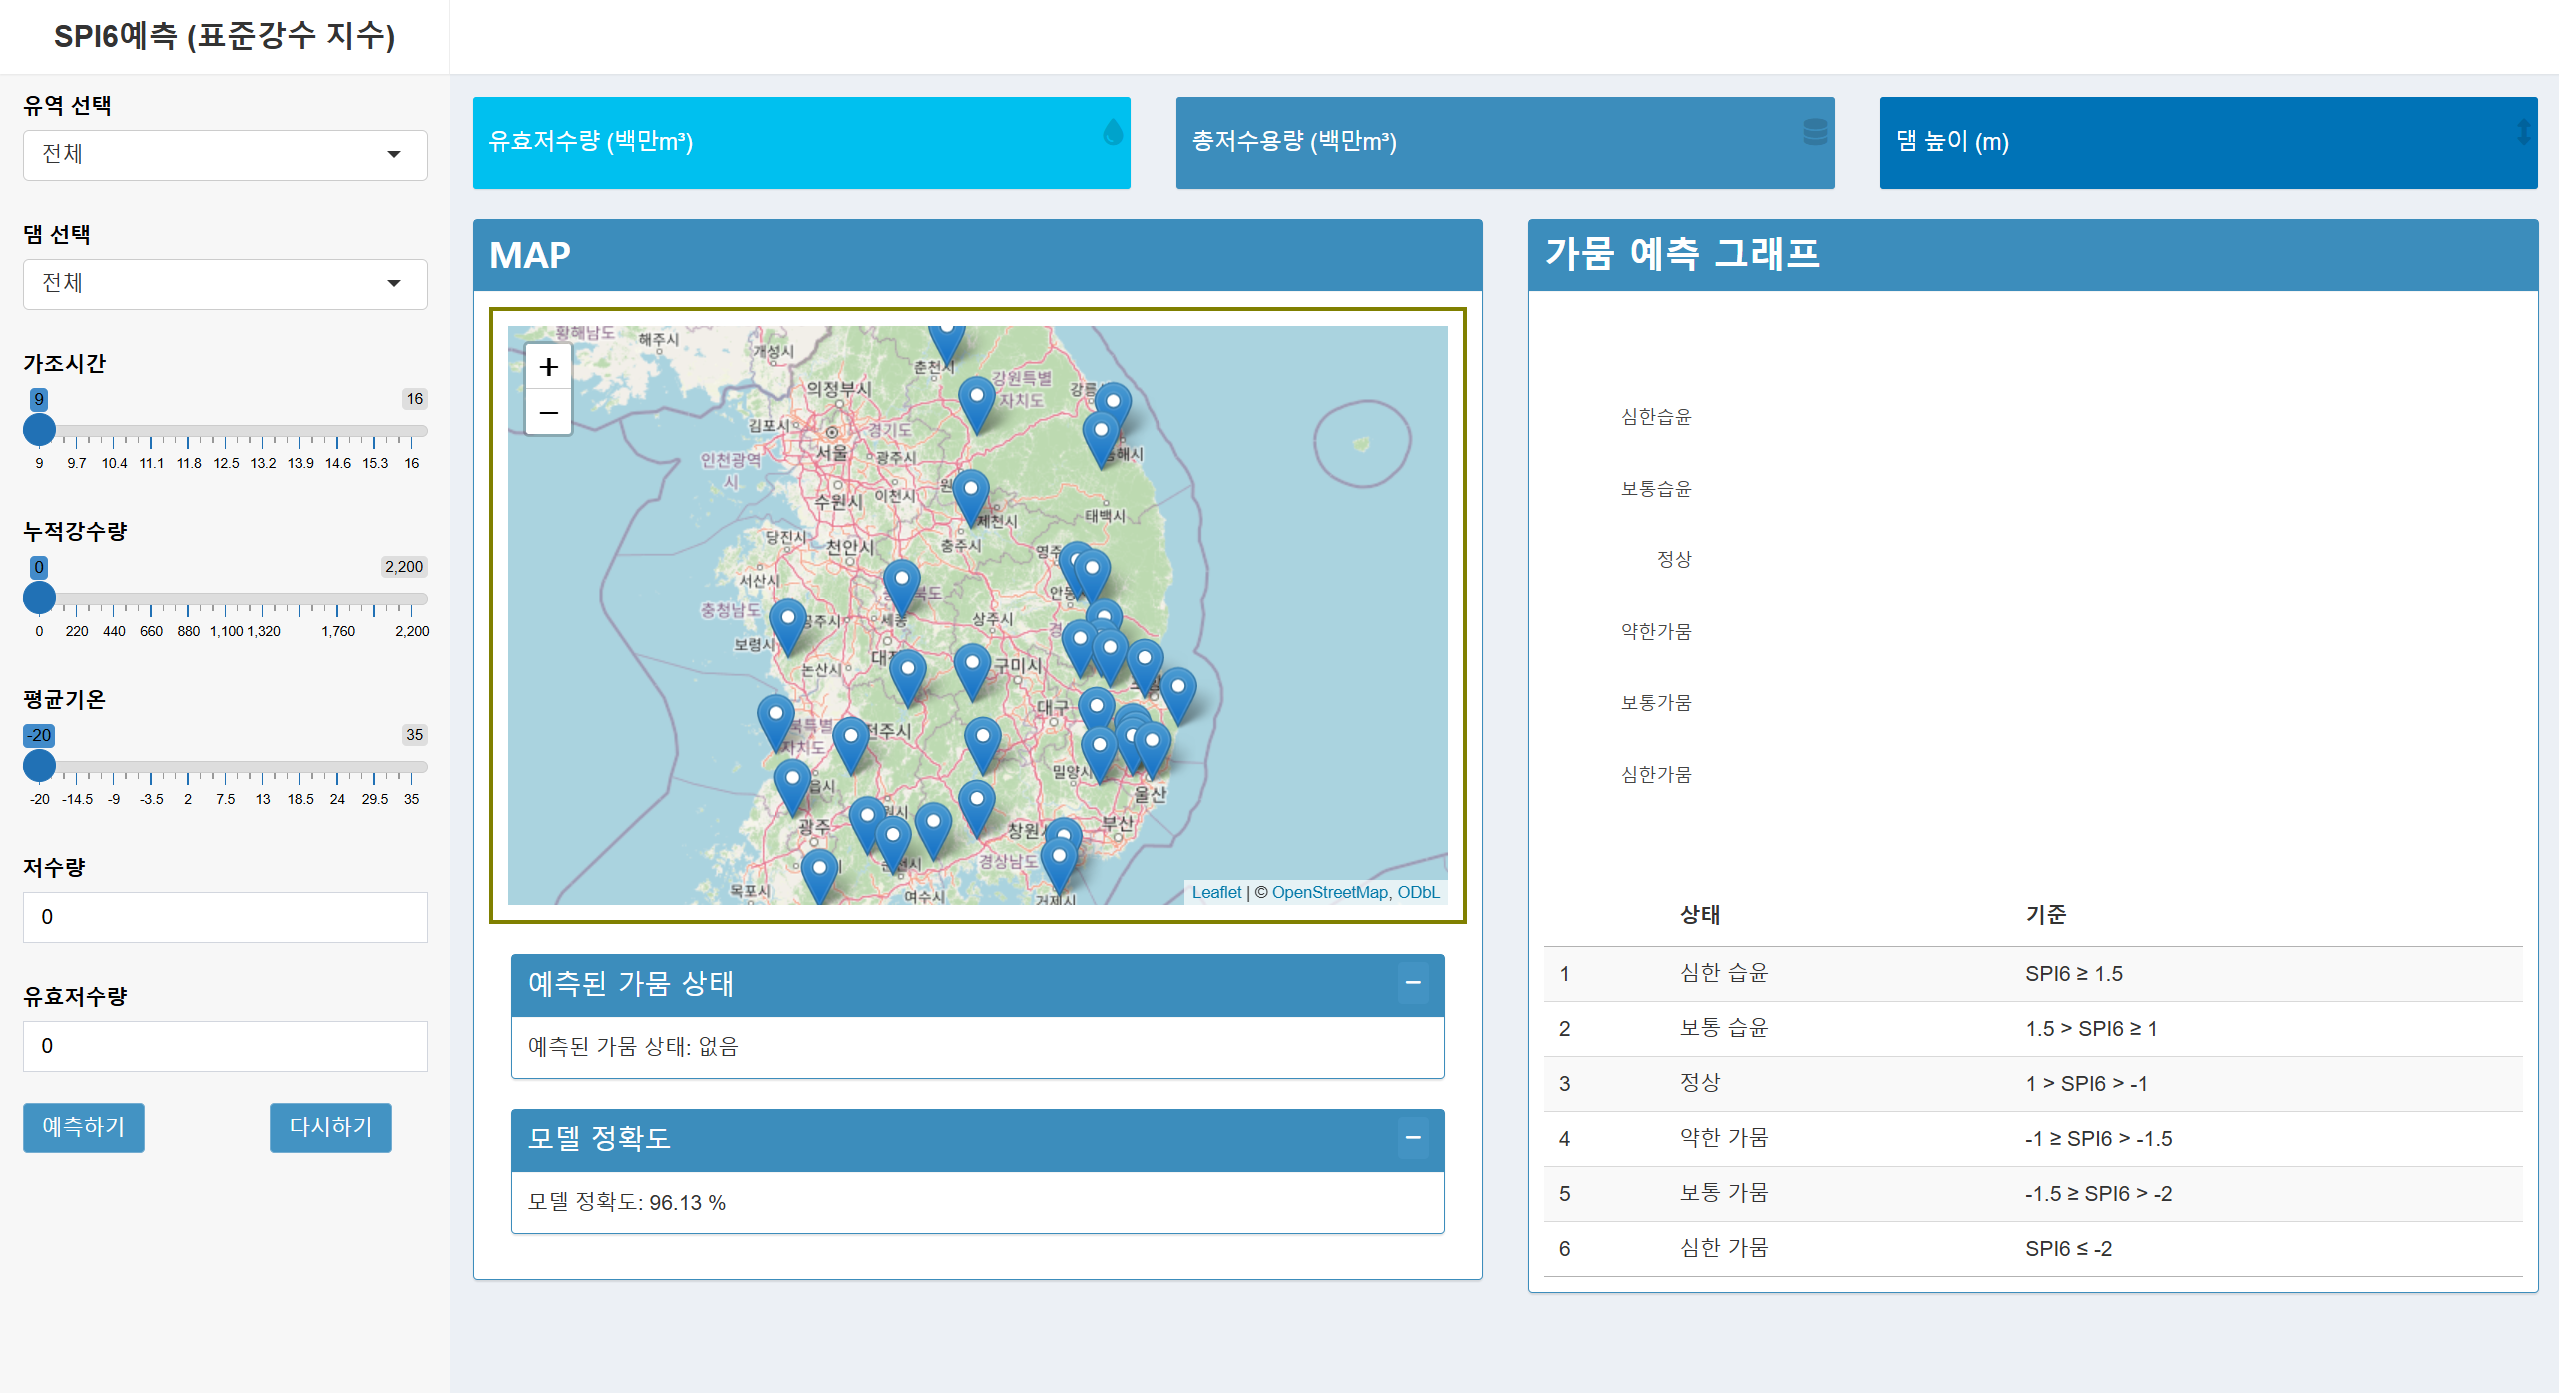 SPI6예측 (표준강수 지수)
유역 선택
전체
댐 선택
전체
가조시간
9 16
9 9.7 10.4 11.1 11.8 12.5 13.2 13.9 14.6 15.3 16
누적강수량
0 2,200
0 220 440 660 880 1,100 1,320 1,760 2,200
평균기온
-20 35
-20 -14.5 -9 -3.5 2 7.5 13 18.5 24 29.5 35
저수량
0
유효저수량
0
예측하기 다시하기
유효저수량 (백만m³)
총저수용량 (백만m³)
댐 높이 (m)
MAP
+
−
황해남도
해주시
개성시
춘천시
의정부시
강원특별
자치도
김포시
경기도
서울
광주시
인천광역
시
수원시
이천시
제천시
태백시
당진시
천안시
충주시
서산시
충청남도
상주시
보령시
논산시
구미시
대구
전주시
자치도
밀양시
울산
광주
창원
부산
경상남도
목포시
여수시
거제시
Leaflet | © OpenStreetMap, ODbL
예측된 가뭄 상태
예측된 가뭄 상태: 없음
모델 정확도
모델 정확도: 96.13 %
가뭄 예측 그래프
심한습윤
보통습윤
정상
약한가뭄
보통가뭄
심한가뭄
상태 기준
1 심한 습윤 SPI6 ≥ 1.5
2 보통 습윤 1.5 > SPI6 ≥ 1
3 정상 1 > SPI6 > -1
4 약한 가뭄 -1 ≥ SPI6 > -1.5
5 보통 가뭄 -1.5 ≥ SPI6 > -2
6 심한 가뭄 SPI6 ≤ -2